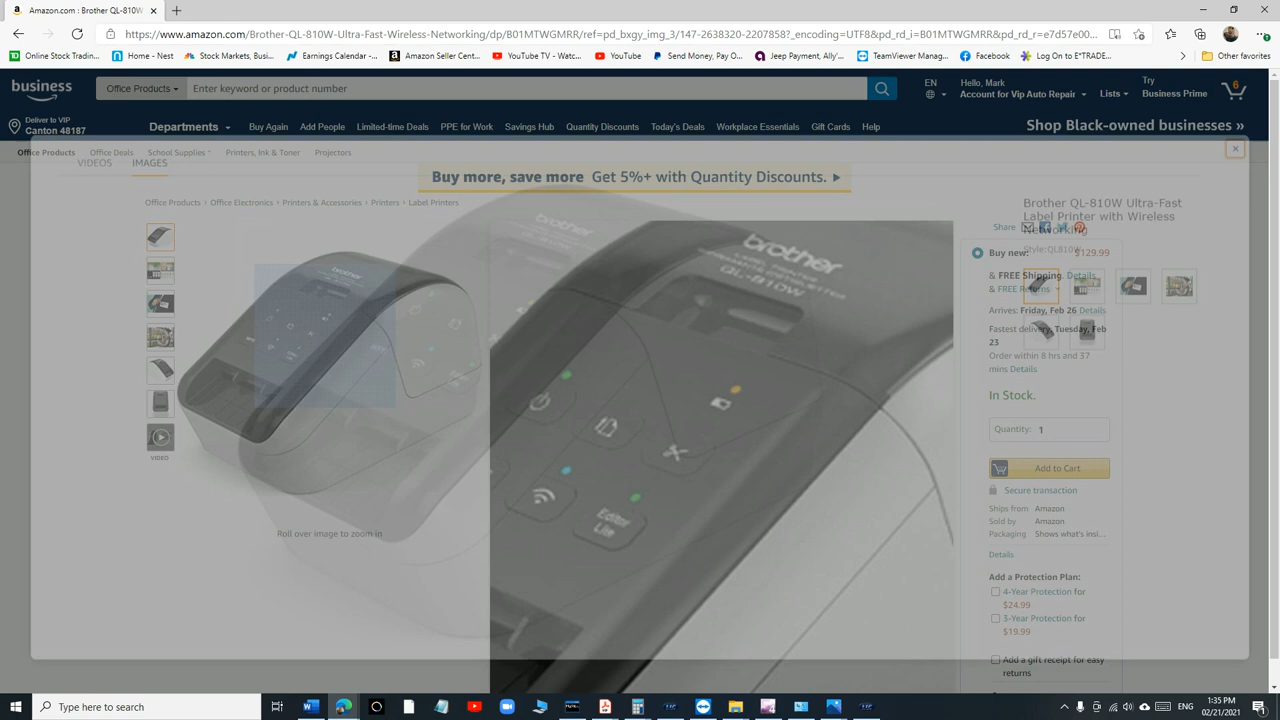 Amazon.com : Brother QL-810W
https://www.amazon.com/Brother-QL-810W-Ultra-Fast-Wireless-Networking/dp/B01MTWGMRR/ref=pd_bxgy_img_3/147-2638320-2207858?_encoding=UTF8&pd_rd_i=B01MTWGMRR&pd_rd_r=e7d57e00...
Online Stock Trading... Home - Nest Stock Markets, Busi... Earnings Calendar -... Amazon Seller Cent... YouTube TV - Watc... YouTube Send Money, Pay O... Jeep Payment, Ally'... TeamViewer Manag... Facebook Log On to E*TRADE... Other favorites
business Office Products Enter keyword or product number EN Hello, Mark Account for Vip Auto Repair Lists Try Business Prime 6
Deliver to VIP
Canton 48187
Departments Buy Again Add People Limited-time Deals PPE for Work Savings Hub Quantity Discounts Today's Deals Workplace Essentials Gift Cards Help Shop Black-owned businesses »
Office Products Office Deals School Supplies Printers, Ink & Toner Projectors
VIDEOS IMAGES
Buy more, save more Get 5%+ with Quantity Discounts.
Office Products › Office Electronics › Printers & Accessories › Printers › Label Printers
Brother QL-810W Ultra-Fast
Label Printer with Wireless
Networking
Share
Style: QL810W
Buy new: $129.99
& FREE Shipping. Details
& FREE Returns
Arrives: Friday, Feb 26 Details
Fastest delivery: Tuesday, Feb
23
Order within 8 hrs and 37
mins Details
In Stock.
Quantity: 1
Add to Cart
Secure transaction
Ships from Amazon
Sold by Amazon
Packaging Shows what's insi...
Details
Add a Protection Plan:
4-Year Protection for
$24.99
3-Year Protection for
$19.99
Add a gift receipt for easy
returns
brother
brother
brother
QL-810W
Editor
Lite
VIDEO
Roll over image to zoom in
Type here to search
ENG
1:35 PM
02/21/2021